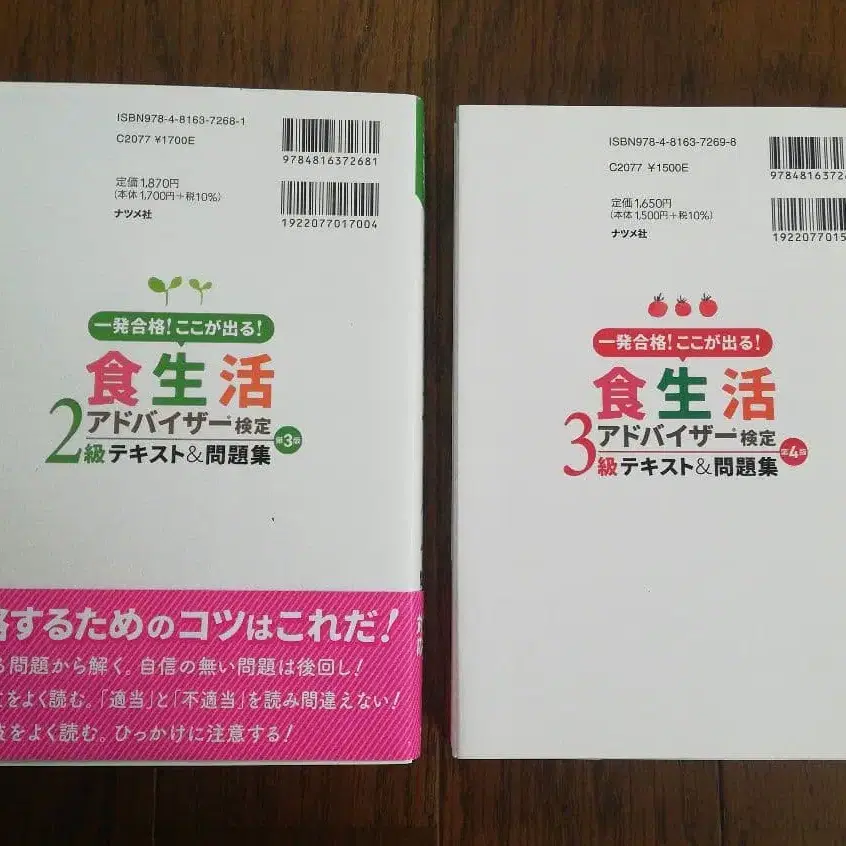 ISBN978-4-8163-7268-1
C2077 ¥1700E
9784816372681
定価1,870円
(本体1,700円+税10%)
ナツメ社
1922077017004
一発合格!ここが出る!
食生活
アドバイザー®検定
2級テキスト&問題集
第3版
格するためのコツはこれだ!
問題から解く。自信の無い問題は後回し!
をよく読む。「適当」と「不適当」を読み間違えない!
をよく読む。ひっかけに注意する!
ISBN978-4-8163-7269-8
C2077 ¥1500E
97848163726
定価1,650円
(本体1,500円+税10%)
ナツメ社
1922077015
一発合格!ここが出る!
食生活
アドバイザー®検定
3級テキスト&問題集
第4版